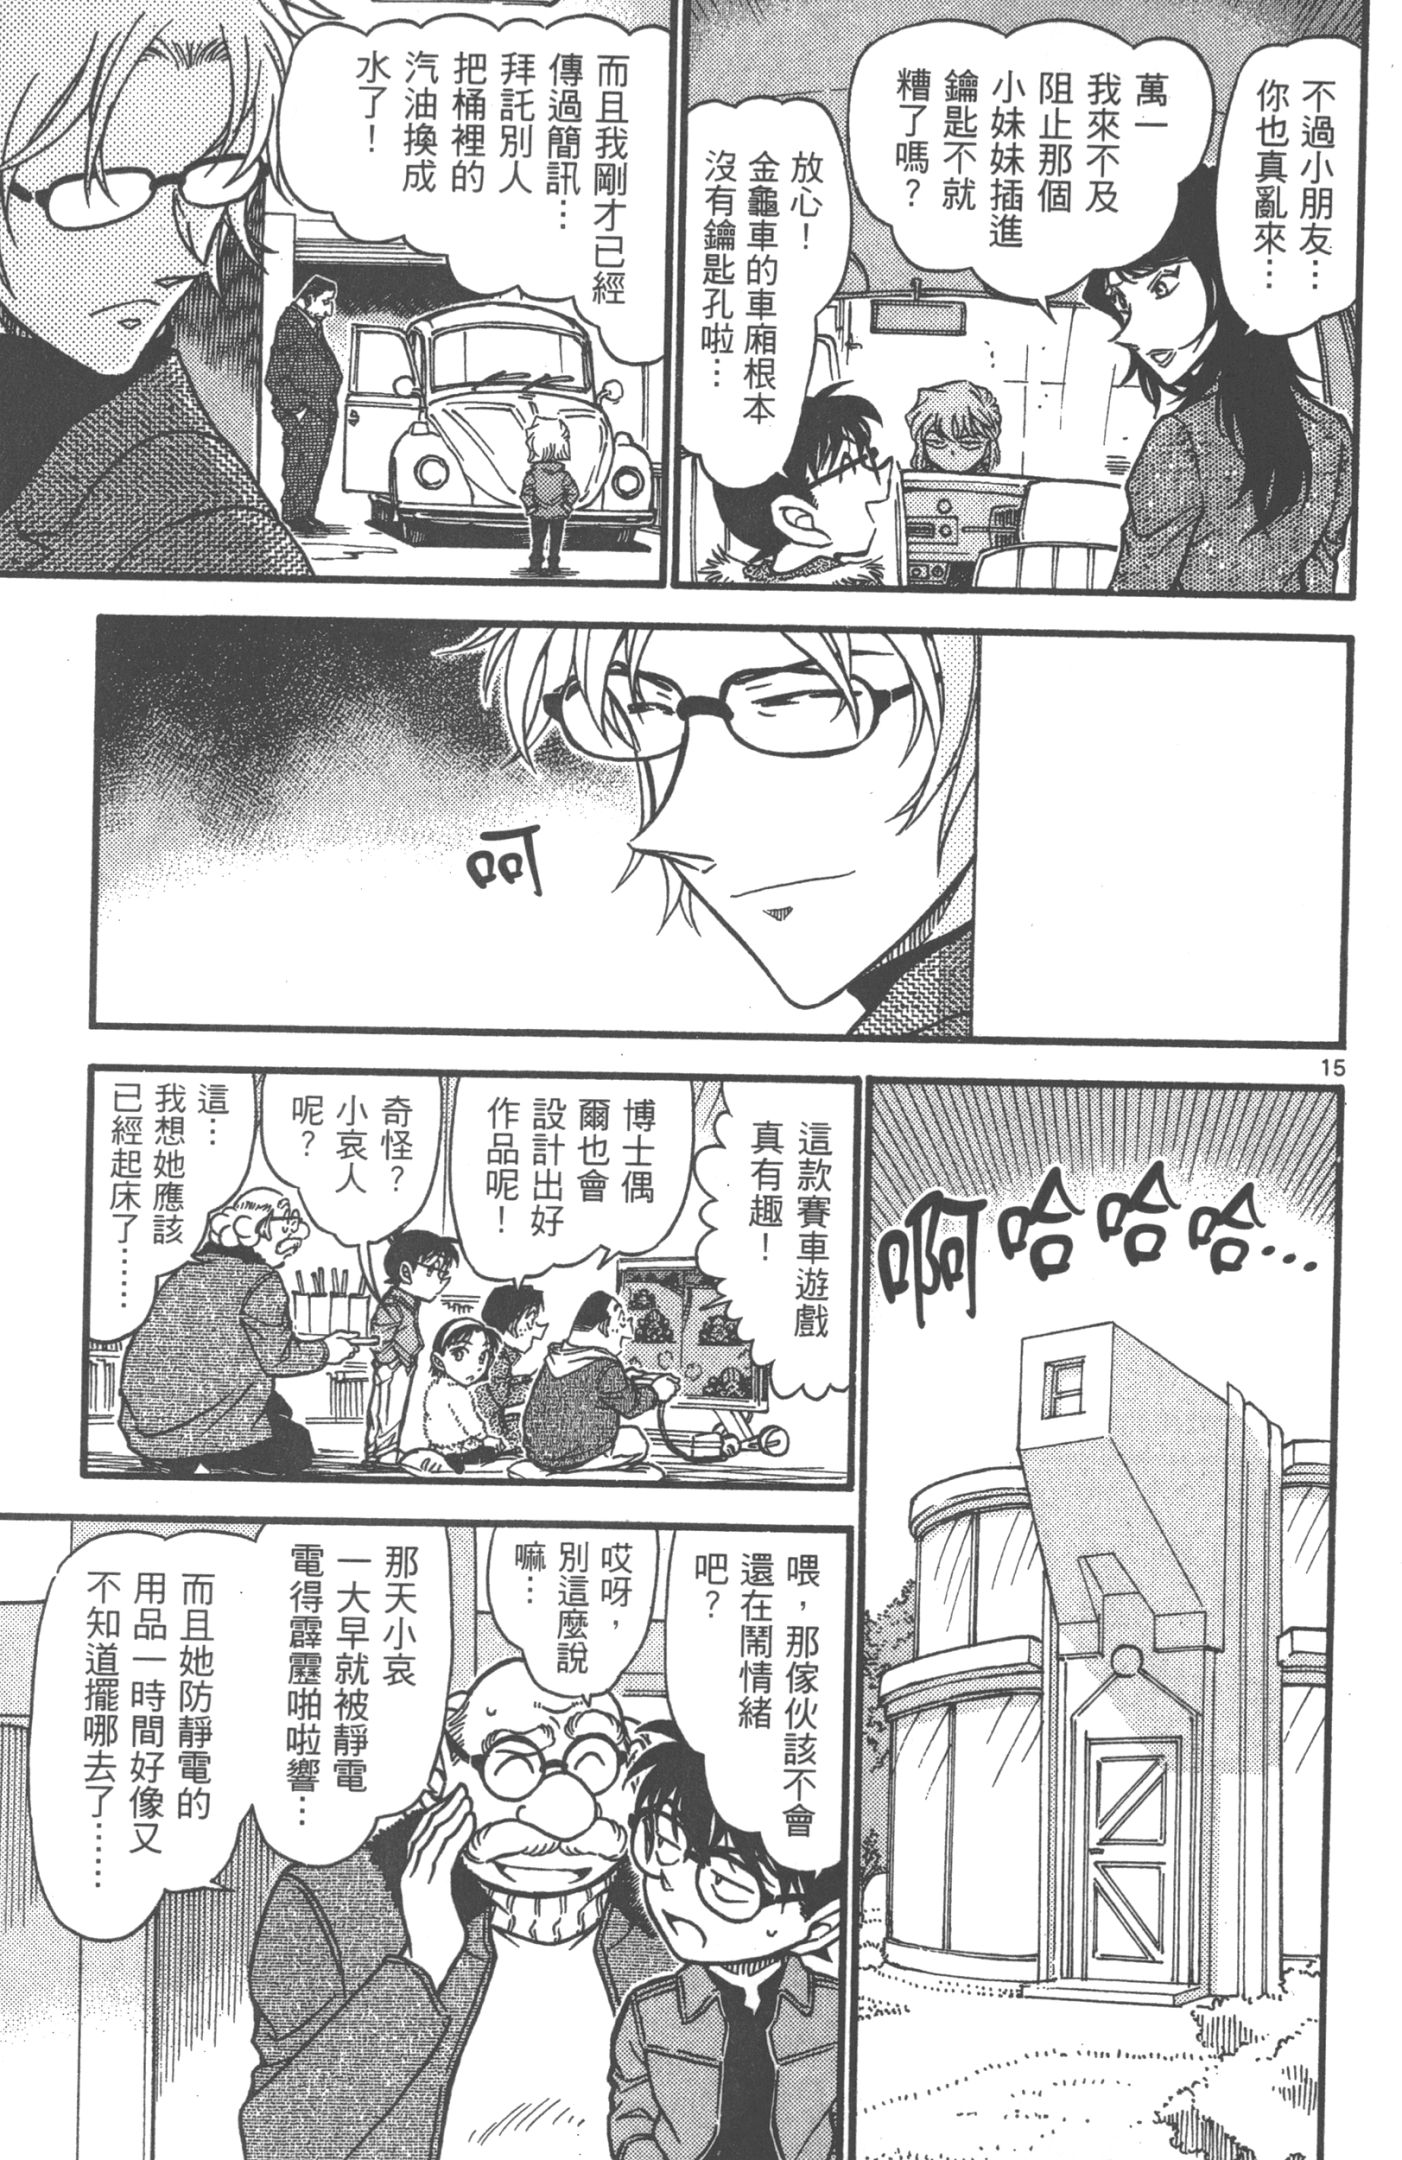 不過小朋友…
你也真亂來…
萬一
我來不及
阻止那個
小妹妹插進
鑰匙不就
糟了嗎？
放心！
金龜車的車廂根本
沒有鑰匙孔啦…
而且我剛才已經
傳過簡訊…
拜託別人
把桶裡的
汽油換成
水了！
呵
15
啊哈哈哈…
這款賽車遊戲
真有趣！
博士偶
爾也會
設計出好
作品呢！
奇怪？
小哀人
呢？
這…
我想她應該
已經起床了……
喂，那傢伙該不會
還在鬧情緒
吧？
哎呀，
別這麼說
嘛…
那天小哀
一大早就被靜電
電得霹靂啪啦響…
而且她防靜電的
用品一時間好像又
不知道擺哪去了……